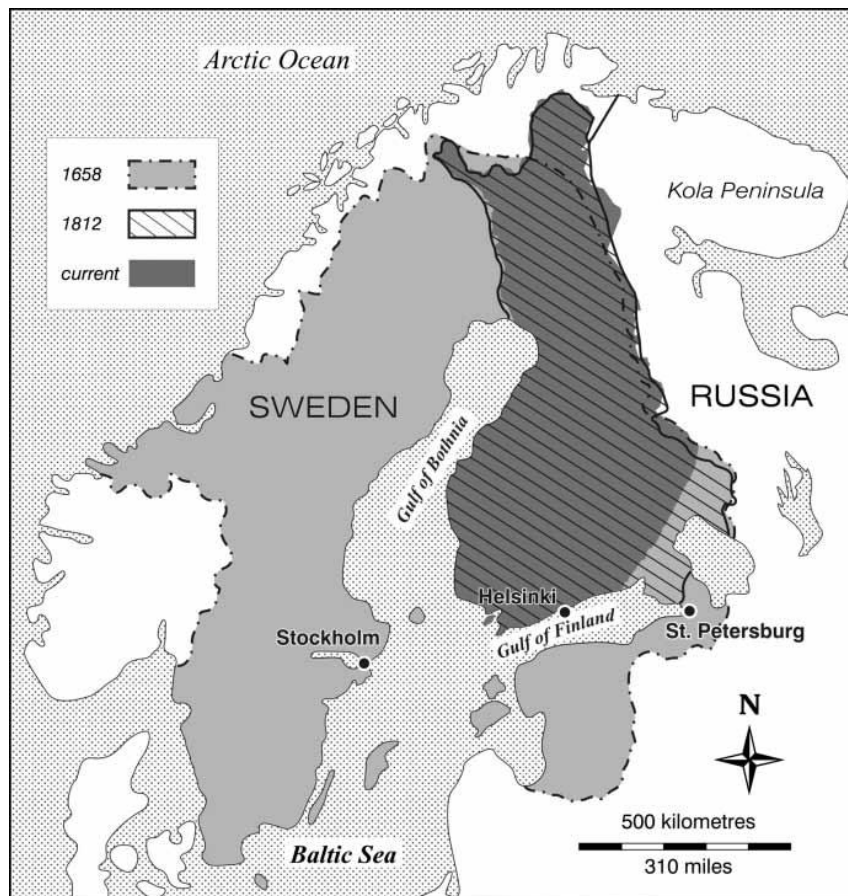 Arctic Ocean
1658
1812
current
Kola Peninsula
SWEDEN
RUSSIA
Gulf of Bothnia
Helsinki
Gulf of Finland
St. Petersburg
Stockholm
N
500 kilometres
310 miles
Baltic Sea